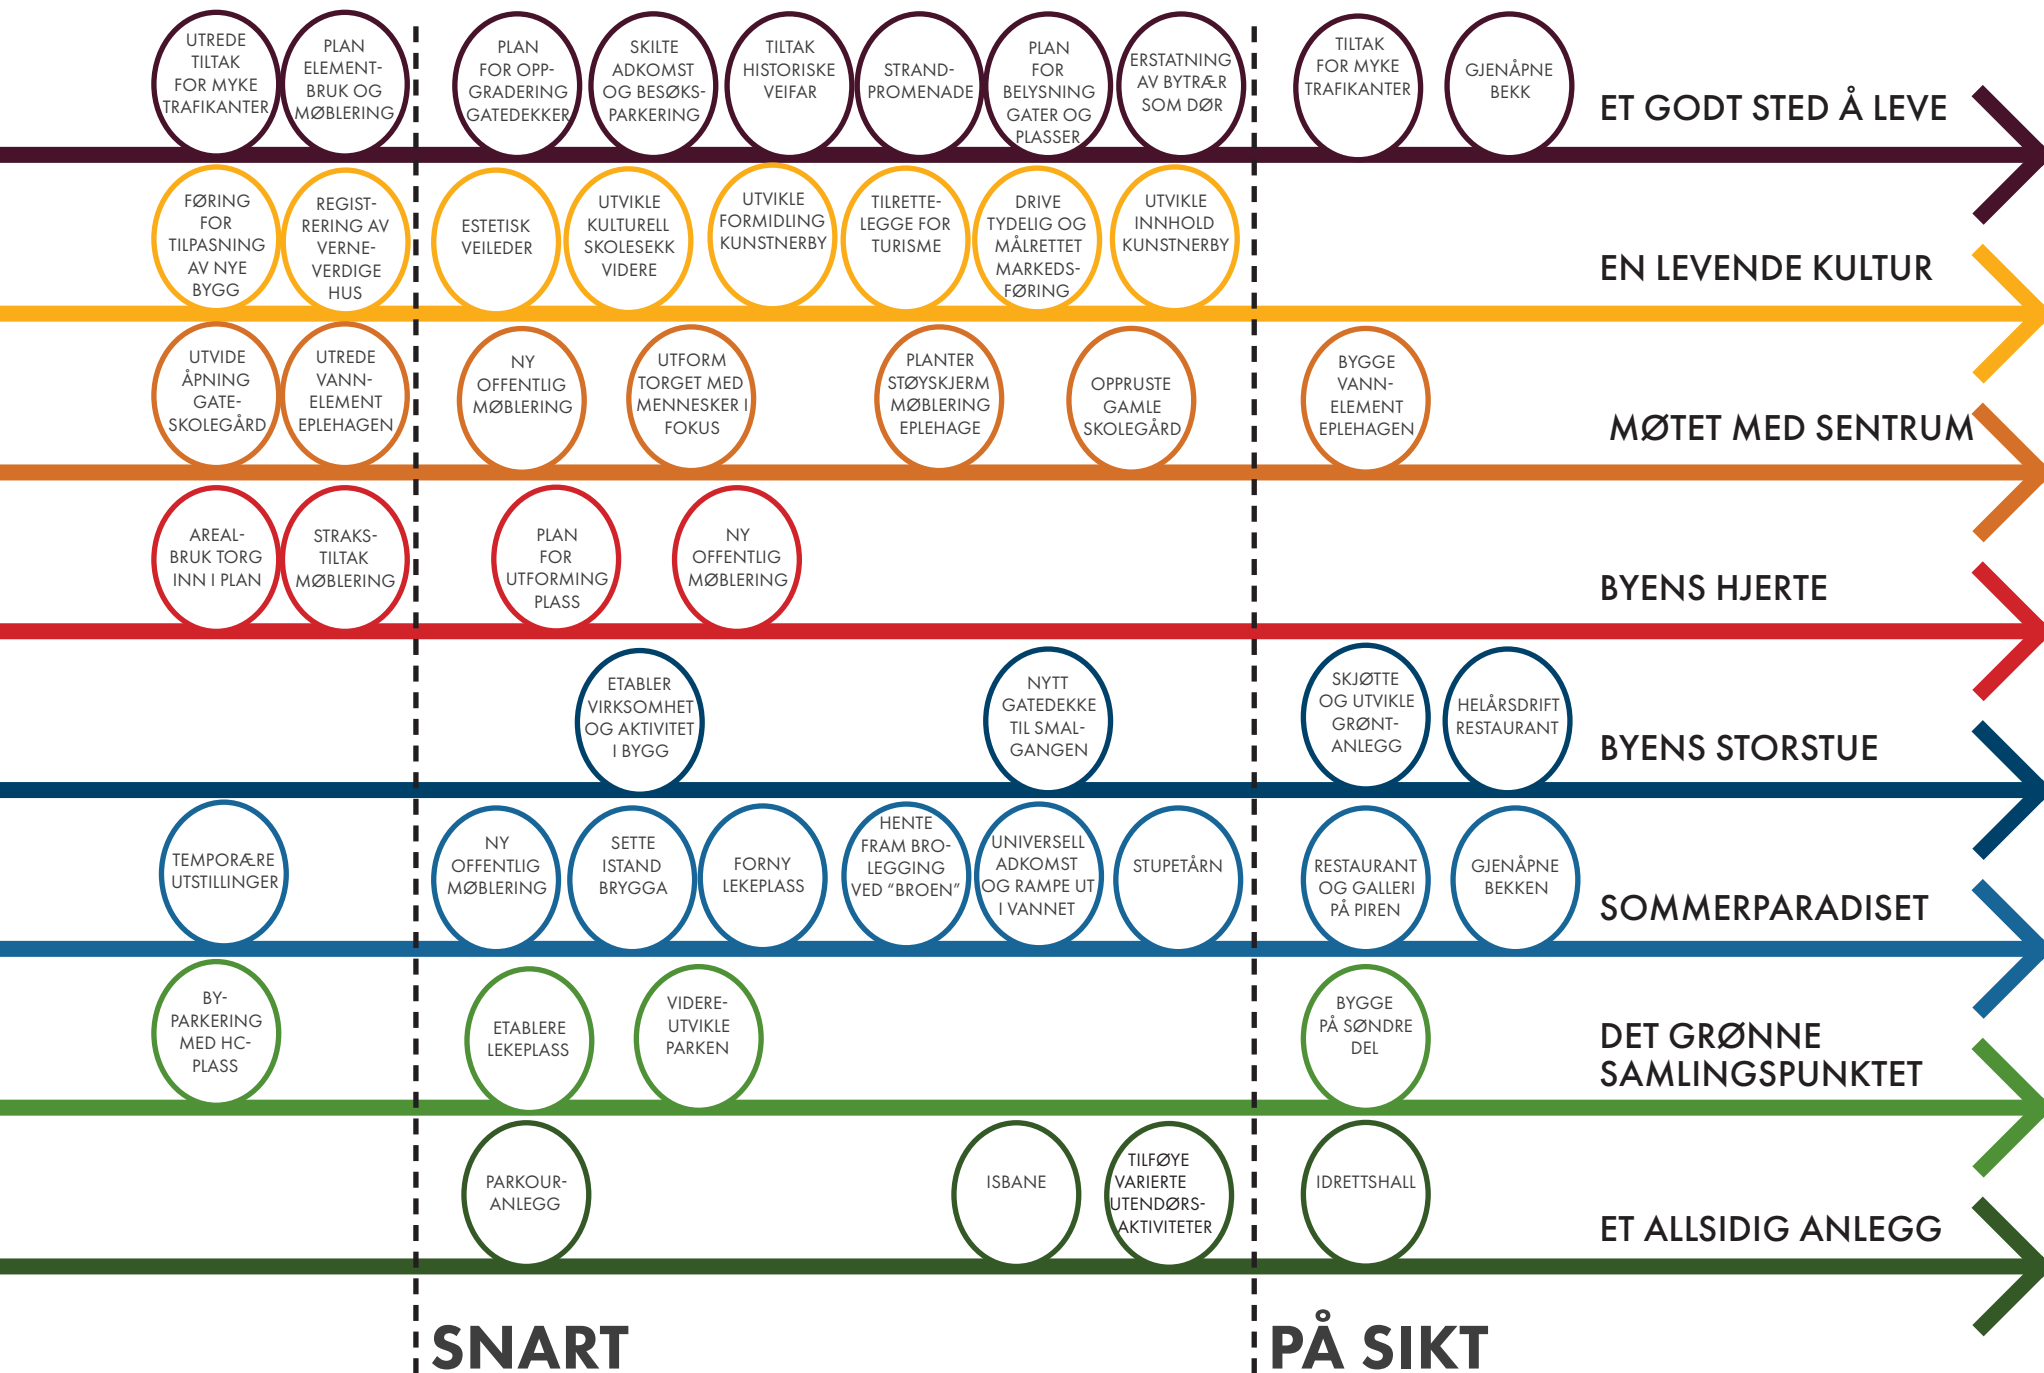 UTREDE
TILTAK
FOR MYKE
TRAFIKANTER
PLAN
ELEMENT-
BRUK OG
MØBLERING
PLAN
FOR OPP-
GRADERING
GATEDEKKER
SKILTE
ADKOMST
OG BESØKS-
PARKERING
TILTAK
HISTORISKE
VEIFAR
STRAND-
PROMENADE
PLAN
FOR
BELYSNING
GATER OG
PLASSER
ERSTATNING
AV BYTRÆR
SOM DØR
TILTAK
FOR MYKE
TRAFIKANTER
GJENÅPNE
BEKK
ET GODT STED Å LEVE
FØRING
FOR
TILPASNING
AV NYE
BYGG
REGIST-
RERING AV
VERNE-
VERDIGE
HUS
ESTETISK
VEILEDER
UTVIKLE
KULTURELL
SKOLESEKK
VIDERE
UTVIKLE
FORMIDLING
KUNSTNERBY
TILRETTE-
LEGGE FOR
TURISME
DRIVE
TYDELIG OG
MÅLRETTET
MARKEDS-
FØRING
UTVIKLE
INNHOLD
KUNSTNERBY
EN LEVENDE KULTUR
UTVIDE
ÅPNING
GATE-
SKOLEGÅRD
UTREDE
VANN-
ELEMENT
EPLEHAGEN
NY
OFFENTLIG
MØBLERING
UTFORM
TORGET MED
MENNESKER I
FOKUS
PLANTER
STØYSKJERM
MØBLERING
EPLEHAGE
OPPRUSTE
GAMLE
SKOLEGÅRD
BYGGE
VANN-
ELEMENT
EPLEHAGEN
MØTET MED SENTRUM
AREAL-
BRUK TORG
INN I PLAN
STRAKS-
TILTAK
MØBLERING
PLAN
FOR
UTFORMING
PLASS
NY
OFFENTLIG
MØBLERING
BYENS HJERTE
ETABLER
VIRKSOMHET
OG AKTIVITET
I BYGG
NYTT
GATEDEKKE
TIL SMAL-
GANGEN
SKJØTTE
OG UTVIKLE
GRØNT-
ANLEGG
HELÅRSDRIFT
RESTAURANT
BYENS STORSTUE
TEMPORÆRE
UTSTILLINGER
NY
OFFENTLIG
MØBLERING
SETTE
ISTAND
BRYGGA
FORNY
LEKEPLASS
HENTE
FRAM BRO-
LEGGING
VED "BROEN"
UNIVERSELL
ADKOMST
OG RAMPE UT
I VANNET
STUPETÅRN
RESTAURANT
OG GALLERI
PÅ PIREN
GJENÅPNE
BEKKEN
SOMMERPARADISET
BY-
PARKERING
MED HC-
PLASS
ETABLERE
LEKEPLASS
VIDERE-
UTVIKLE
PARKEN
BYGGE
PÅ SØNDRE
DEL
DET GRØNNE
SAMLINGSPUNKTET
PARKOUR-
ANLEGG
ISBANE
TILFØYE
VARIERTE
UTENDØRS-
AKTIVITETER
IDRETTSHALL
ET ALLSIDIG ANLEGG
SNART
PÅ SIKT